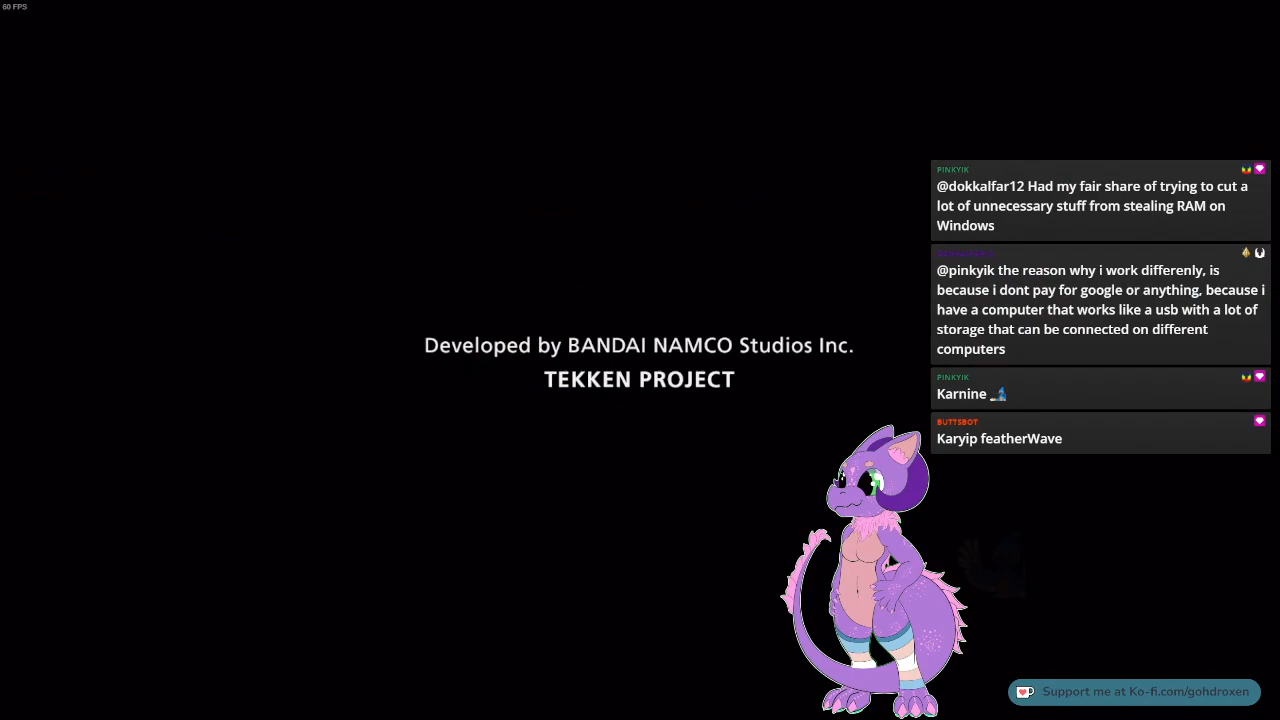 60 FPS
Developed by BANDAI NAMCO Studios Inc.
TEKKEN PROJECT
PINKYIK
@dokkalfar12 Had my fair share of trying to cut a
lot of unnecessary stuff from stealing RAM on
Windows
@pinkyik the reason why i work differenly, is
because i dont pay for google or anything, because i
have a computer that works like a usb with a lot of
storage that can be connected on different
computers
PINKYIK
Karnine
BUTTSBOT
Karyip featherWave
Support me at Ko-fi.com/gohdroxen